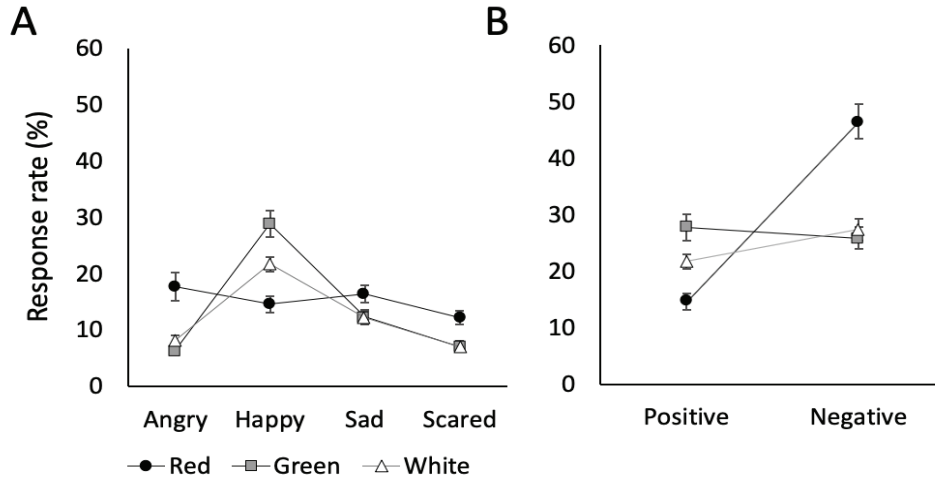 A
60
50
40
30
20
10
0
Response rate (%)
Angry Happy Sad Scared
Red Green White
B
60
50
40
30
20
10
0
Positive Negative